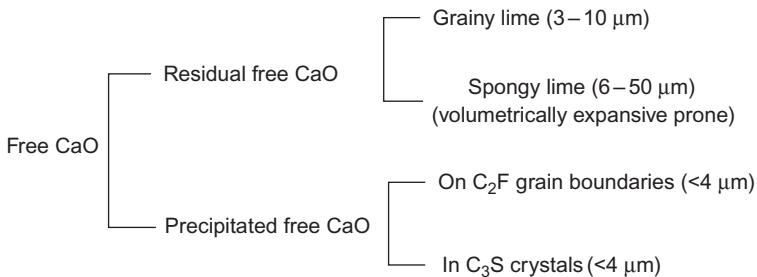 Grainy lime (3–10 μm)
Residual free CaO
Spongy lime (6–50 μm)
(volumetrically expansive prone)
Free CaO
On C₂F grain boundaries (<4 μm)
Precipitated free CaO
In C₃S crystals (<4 μm)